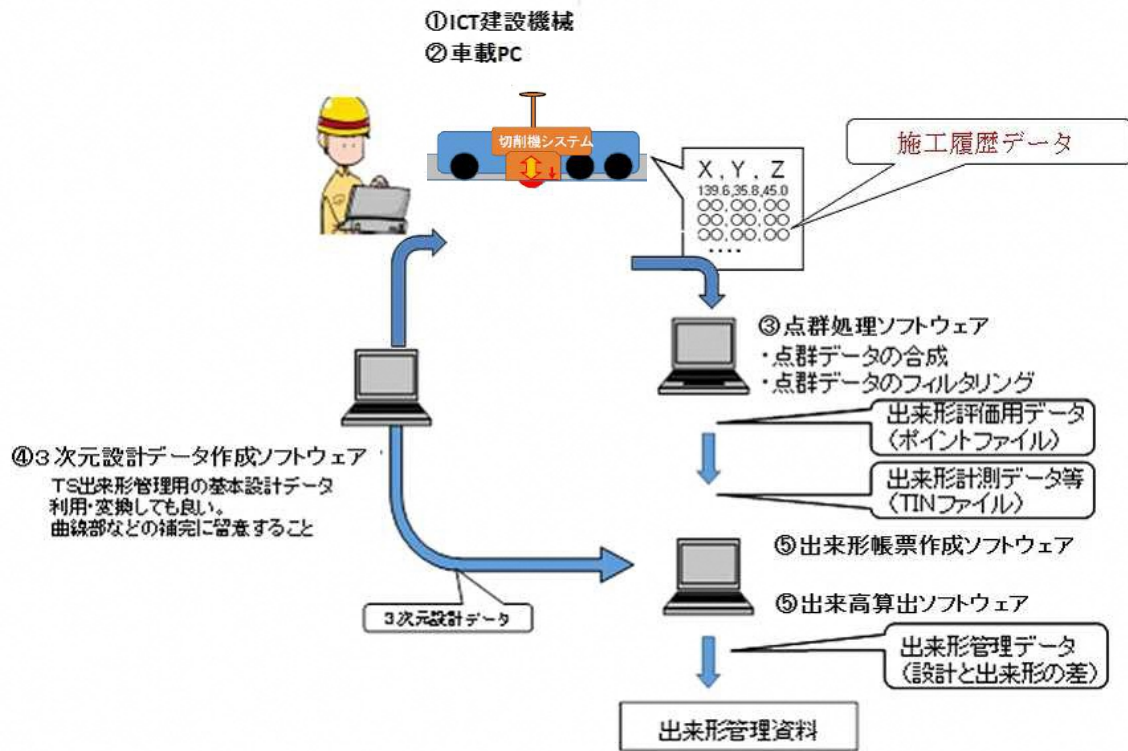 ①ICT建設機械
②車載PC
切削機システム
施工履歴データ
X,Y,Z
139.6,35.8,45.0
○○,○○,○○
○○,○○,○○
○○,○○,○○
....
③点群処理ソフトウェア
・点群データの合成
・点群データのフィルタリング
出来形評価用データ
(ポイントファイル)
④3次元設計データ作成ソフトウェア
TS出来形管理用の基本設計データ
利用・変換しても良い。
曲線部などの補完に留意すること
出来形計測データ等
(TINファイル)
⑤出来形帳票作成ソフトウェア
⑤出来高算出ソフトウェア
3次元設計データ
出来形管理データ
(設計と出来形の差)
出来形管理資料